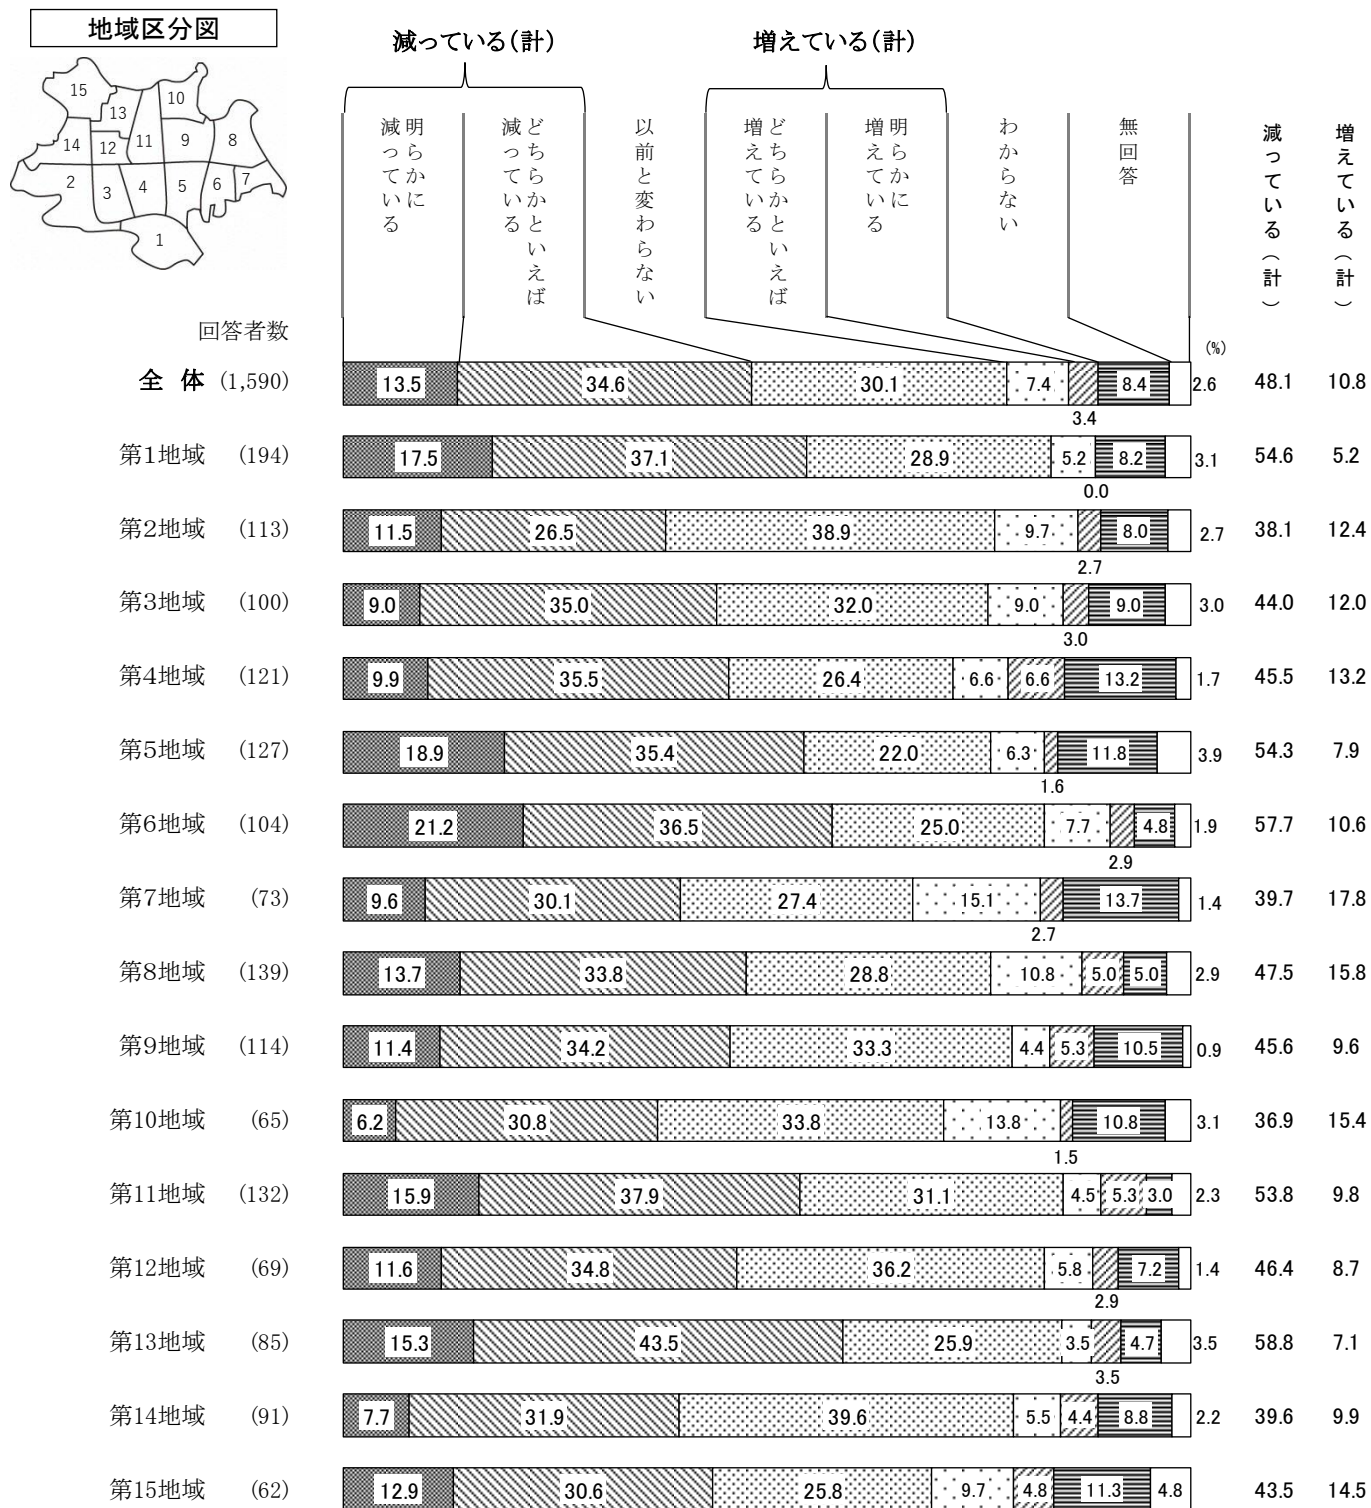 地域区分図
15
10
13
14
12
11
9
8
2
3
4
5
6
7
1
減っている(計)
増えている(計)
明らかに
減っている
どちらかといえば
減っている
以前と変わらない
どちらかといえば
増えている
明らかに
増えている
わからない
無回答
減っている(計)
増えている(計)
回答者数
(%)
全 体 (1,590) 13.5 34.6 30.1 7.4 3.4 8.4 2.6 48.1 10.8
第1地域 (194) 17.5 37.1 28.9 5.2 0.0 8.2 3.1 54.6 5.2
第2地域 (113) 11.5 26.5 38.9 9.7 2.7 8.0 2.7 38.1 12.4
第3地域 (100) 9.0 35.0 32.0 9.0 3.0 9.0 3.0 44.0 12.0
第4地域 (121) 9.9 35.5 26.4 6.6 6.6 13.2 1.7 45.5 13.2
第5地域 (127) 18.9 35.4 22.0 6.3 1.6 11.8 3.9 54.3 7.9
第6地域 (104) 21.2 36.5 25.0 7.7 2.9 4.8 1.9 57.7 10.6
第7地域 (73) 9.6 30.1 27.4 15.1 2.7 13.7 1.4 39.7 17.8
第8地域 (139) 13.7 33.8 28.8 10.8 5.0 5.0 2.9 47.5 15.8
第9地域 (114) 11.4 34.2 33.3 4.4 5.3 10.5 0.9 45.6 9.6
第10地域 (65) 6.2 30.8 33.8 13.8 1.5 10.8 3.1 36.9 15.4
第11地域 (132) 15.9 37.9 31.1 4.5 5.3 3.0 2.3 53.8 9.8
第12地域 (69) 11.6 34.8 36.2 5.8 2.9 7.2 1.4 46.4 8.7
第13地域 (85) 15.3 43.5 25.9 3.5 3.5 4.7 3.5 58.8 7.1
第14地域 (91) 7.7 31.9 39.6 5.5 4.4 8.8 2.2 39.6 9.9
第15地域 (62) 12.9 30.6 25.8 9.7 4.8 11.3 4.8 43.5 14.5